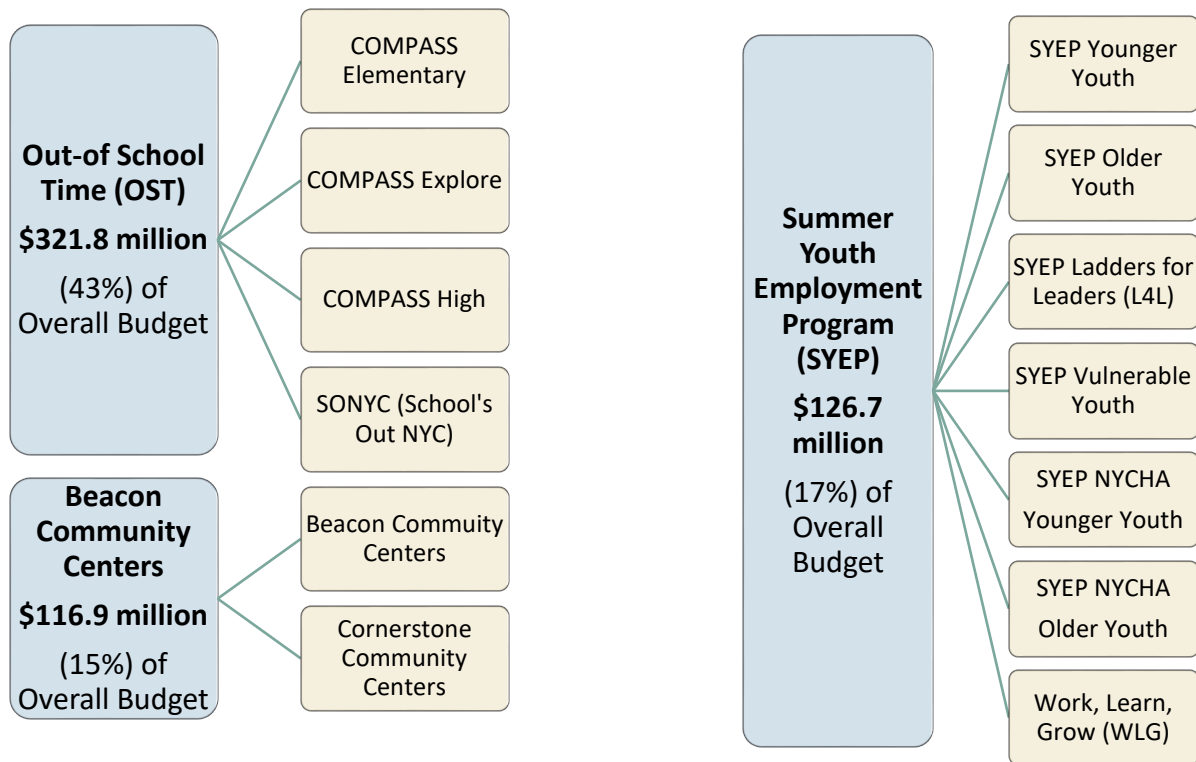 Out-of School
Time (OST)
$321.8 million
(43%) of
Overall Budget
COMPASS
Elementary
COMPASS Explore
COMPASS High
SONYC (School's
Out NYC)
Beacon
Community
Centers
$116.9 million
(15%) of
Overall Budget
Beacon Commuity
Centers
Cornerstone
Community
Centers
Summer
Youth
Employment
Program
(SYEP)
$126.7
million
(17%) of
Overall
Budget
SYEP Younger
Youth
SYEP Older
Youth
SYEP Ladders for
Leaders (L4L)
SYEP Vulnerable
Youth
SYEP NYCHA
Younger Youth
SYEP NYCHA
Older Youth
Work, Learn,
Grow (WLG)